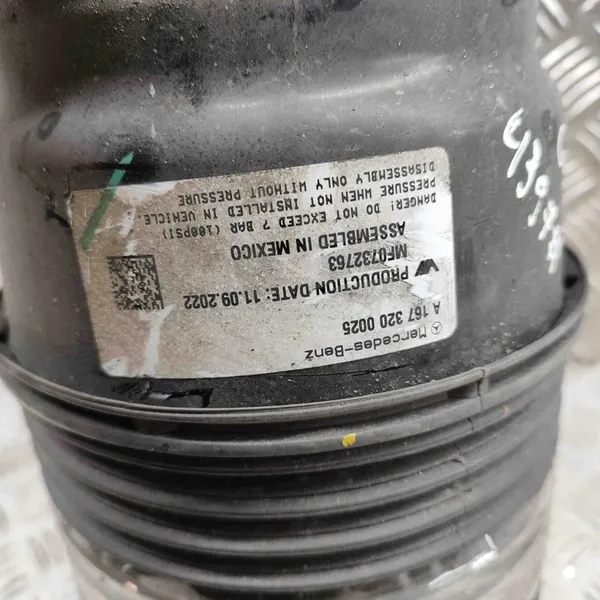 Mercedes-Benz
A 167 320 0025
PRODUCTION DATE: 11.09.2022
MF0732763
ASSEMBLED IN MEXICO
DANGER! DO NOT EXCEED 7 BAR (100PSI)
PRESSURE WHEN NOT INSTALLED IN VEHICLE.
DISASSEMBLY ONLY WITHOUT PRESSURE